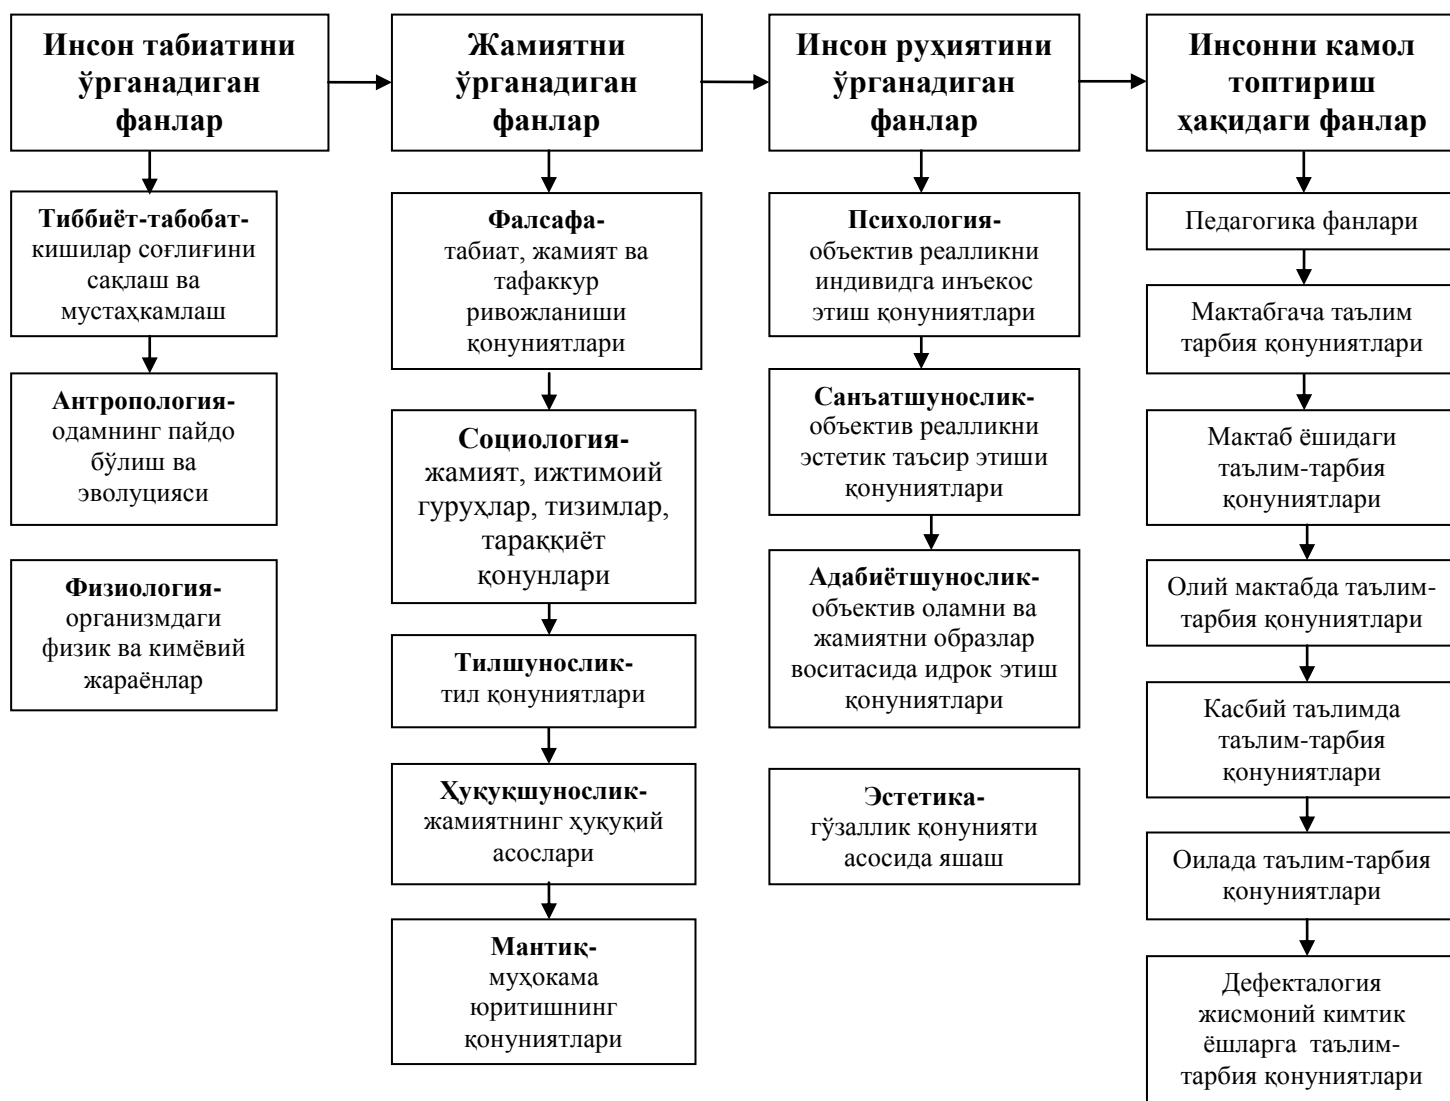 Инсон табиатини
ўрганадиган
фанлар
Жамиятни
ўрганадиган
фанлар
Инсон руҳиятини
ўрганадиган
фанлар
Инсонни камол
топтириш
ҳақидаги фанлар
Тиббиёт-табобат-
кишилар соғлиғини
сақлаш ва
мустаҳкамлаш
Антропология-
одамнинг пайдо
бўлиш ва
эволуцияси
Физиология-
организмдаги
физик ва кимёвий
жараёнлар
Фалсафа-
табиат, жамият ва
тафаккур
ривожланиши
қонуниятлари
Социология-
жамият, ижтимоий
гуруҳлар, тизимлар,
тараққиёт
қонунлари
Тилшунослик-
тил қонуниятлари
Ҳуқуқшунослик-
жамиятнинг ҳуқуқий
асослари
Мантиқ-
муҳокама
юритишнинг
қонуниятлари
Психология-
объектив реалликни
индивидга инъекос
этиш қонуниятлари
Санъатшунослик-
объектив реалликни
эстетик таъсир этиши
қонуниятлари
Адабиётшунослик-
объектив оламни ва
жамиятни образлар
воситасида идрок этиш
қонуниятлари
Эстетика-
гўзаллик қонунияти
асосида яшаш
Педагогика фанлари
Мактабгача таълим
тарбия қонуниятлари
Мактаб ёшидаги
таълим-тарбия
қонуниятлари
Олий мактабда таълим-
тарбия қонуниятлари
Касбий таълимда
таълим-тарбия
қонуниятлари
Оилада таълим-тарбия
қонуниятлари
Дефекталогия
жисмоний кимтик
ёшларга таълим-
тарбия қонуниятлари